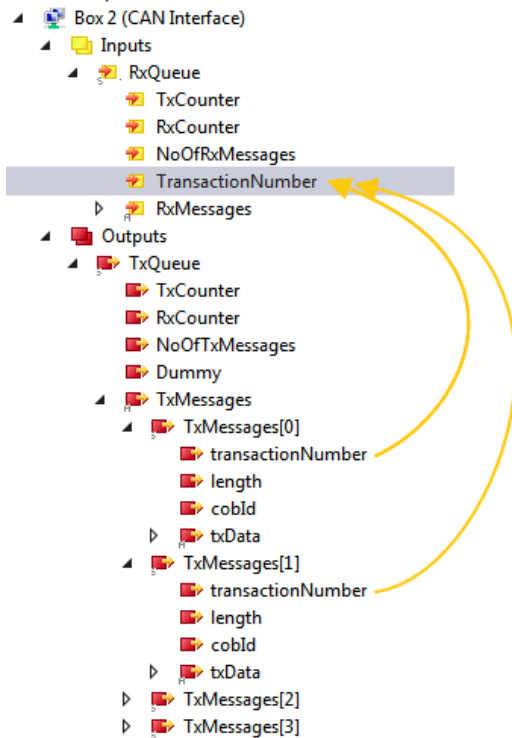 Box 2 (CAN Interface)
Inputs
RxQueue
TxCounter
RxCounter
NoOfRxMessages
TransactionNumber
RxMessages
Outputs
TxQueue
TxCounter
RxCounter
NoOfTxMessages
Dummy
TxMessages
TxMessages[0]
transactionNumber
length
cobId
txData
TxMessages[1]
transactionNumber
length
cobId
txData
TxMessages[2]
TxMessages[3]